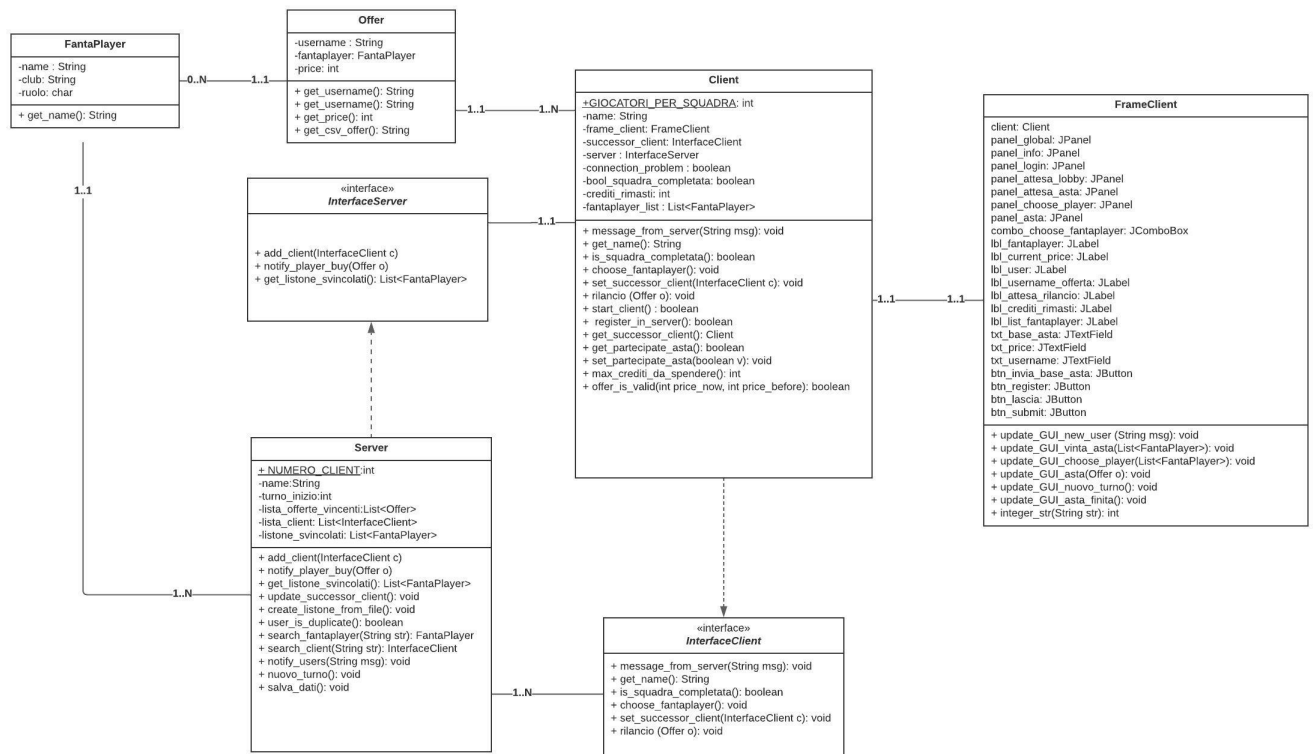 FantaPlayer
-name : String
-club: String
-ruolo: char
+ get_name(): String
0..N
1..1
Offer
-username : String
-fantaplayer: FantaPlayer
-price: int
+ get_username(): String
+ get_username(): String
+ get_price(): int
+ get_csv_offer(): String
1..1
1..N
Client
+GIOCATORI_PER_SQUADRA: int
-name: String
-frame_client: FrameClient
-successor_client: InterfaceClient
-server : InterfaceServer
-connection_problem : boolean
-bool_squadra_completata: boolean
-crediti_rimasti: int
-fantaplayer_list : List<FantaPlayer>
+ message_from_server(String msg): void
+ get_name(): String
+ is_squadra_completata(): boolean
+ choose_fantaplayer(): void
+ set_successor_client(InterfaceClient c): void
+ rilancio (Offer o): void
+ start_client() : boolean
+ register_in_server(): boolean
+ get_successor_client(): Client
+ get_partecipate_asta(): boolean
+ set_partecipate_asta(boolean v): void
+ max_crediti_da_spendere(): int
+ offer_is_valid(int price_now, int price_before): boolean
1..1
1..1
FrameClient
client: Client
panel_global: JPanel
panel_info: JPanel
panel_login: JPanel
panel_attesa_lobby: JPanel
panel_attesa_asta: JPanel
panel_choose_player: JPanel
panel_asta: JPanel
combo_choose_fantaplayer: JComboBox
lbl_fantaplayer: JLabel
lbl_current_price: JLabel
lbl_user: JLabel
lbl_username_offerta: JLabel
lbl_attesa_rilancio: JLabel
lbl_crediti_rimasti: JLabel
lbl_list_fantaplayer: JLabel
txt_base_asta: JTextField
txt_price: JTextField
txt_username: JTextField
btn_invia_base_asta: JButton
btn_register: JButton
btn_lascia: JButton
btn_submit: JButton
+ update_GUI_new_user (String msg): void
+ update_GUI_vinta_asta(List<FantaPlayer>): void
+ update_GUI_choose_player(List<FantaPlayer>): void
+ update_GUI_asta(Offer o): void
+ update_GUI_nuovo_turno(): void
+ update_GUI_asta_finita(): void
+ integer_str(String str): int
1..1
«interface»
InterfaceServer
+ add_client(InterfaceClient c)
+ notify_player_buy(Offer o)
+ get_listone_svincolati(): List<FantaPlayer>
1..1
Server
+ NUMERO_CLIENT:int
-name:String
-turno_inizio:int
-lista_offerte_vincenti:List<Offer>
-lista_client: List<InterfaceClient>
-listone_svincolati: List<FantaPlayer>
+ add_client(InterfaceClient c)
+ notify_player_buy(Offer o)
+ get_listone_svincolati(): List<FantaPlayer>
+ update_successor_client(): void
+ create_listone_from_file(): void
+ user_is_duplicate(): boolean
+ search_fantaplayer(String str): FantaPlayer
+ search_client(String str): InterfaceClient
+ notify_users(String msg): void
+ nuovo_turno(): void
+ salva_dati(): void
1..N
1..N
«interface»
InterfaceClient
+ message_from_server(String msg): void
+ get_name(): String
+ is_squadra_completata(): boolean
+ choose_fantaplayer(): void
+ set_successor_client(InterfaceClient c): void
+ rilancio (Offer o): void